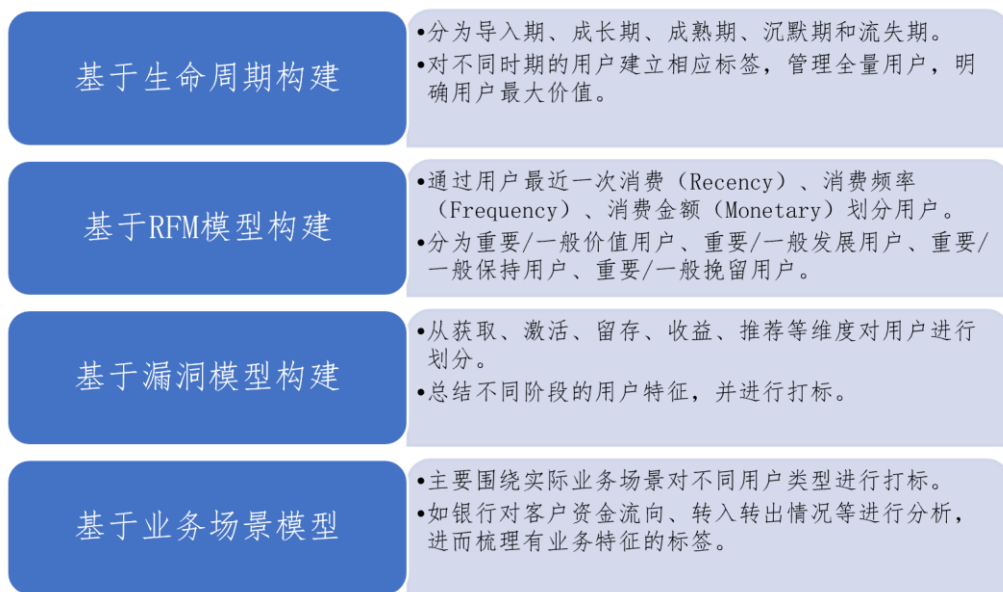 基于生命周期构建
•分为导入期、成长期、成熟期、沉默期和流失期。
•对不同时期的用户建立相应标签，管理全量用户，明
确用户最大价值。
基于RFM模型构建
•通过用户最近一次消费（Recency）、消费频率
（Frequency）、消费金额（Monetary）划分用户。
•分为重要/一般价值用户、重要/一般发展用户、重要/
一般保持用户、重要/一般挽留用户。
基于漏洞模型构建
•从获取、激活、留存、收益、推荐等维度对用户进行
划分。
•总结不同阶段的用户特征，并进行打标。
基于业务场景模型
•主要围绕实际业务场景对不同用户类型进行打标。
•如银行对客户资金流向、转入转出情况等进行分析，
进而梳理有业务特征的标签。